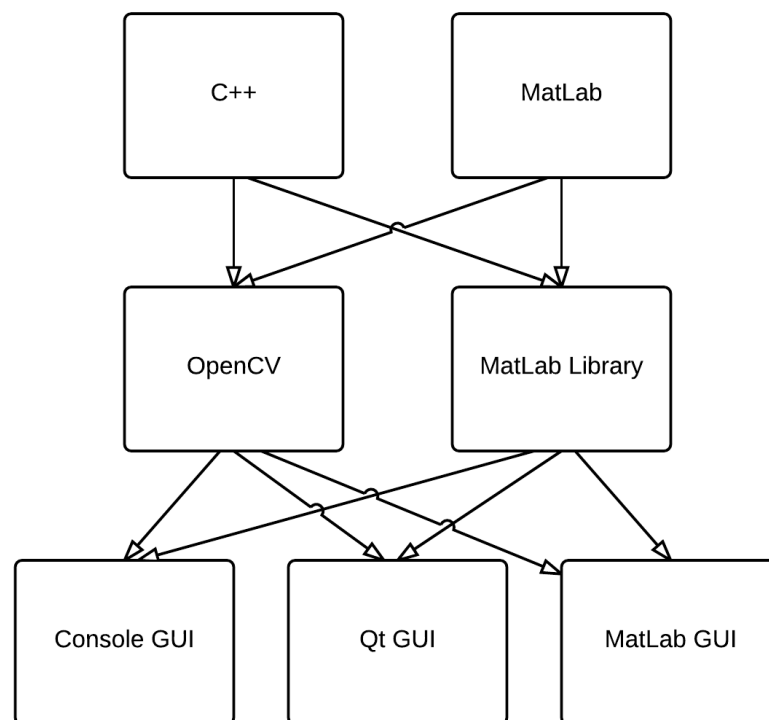 C++
MatLab
OpenCV
MatLab Library
Console GUI
Qt GUI
MatLab GUI